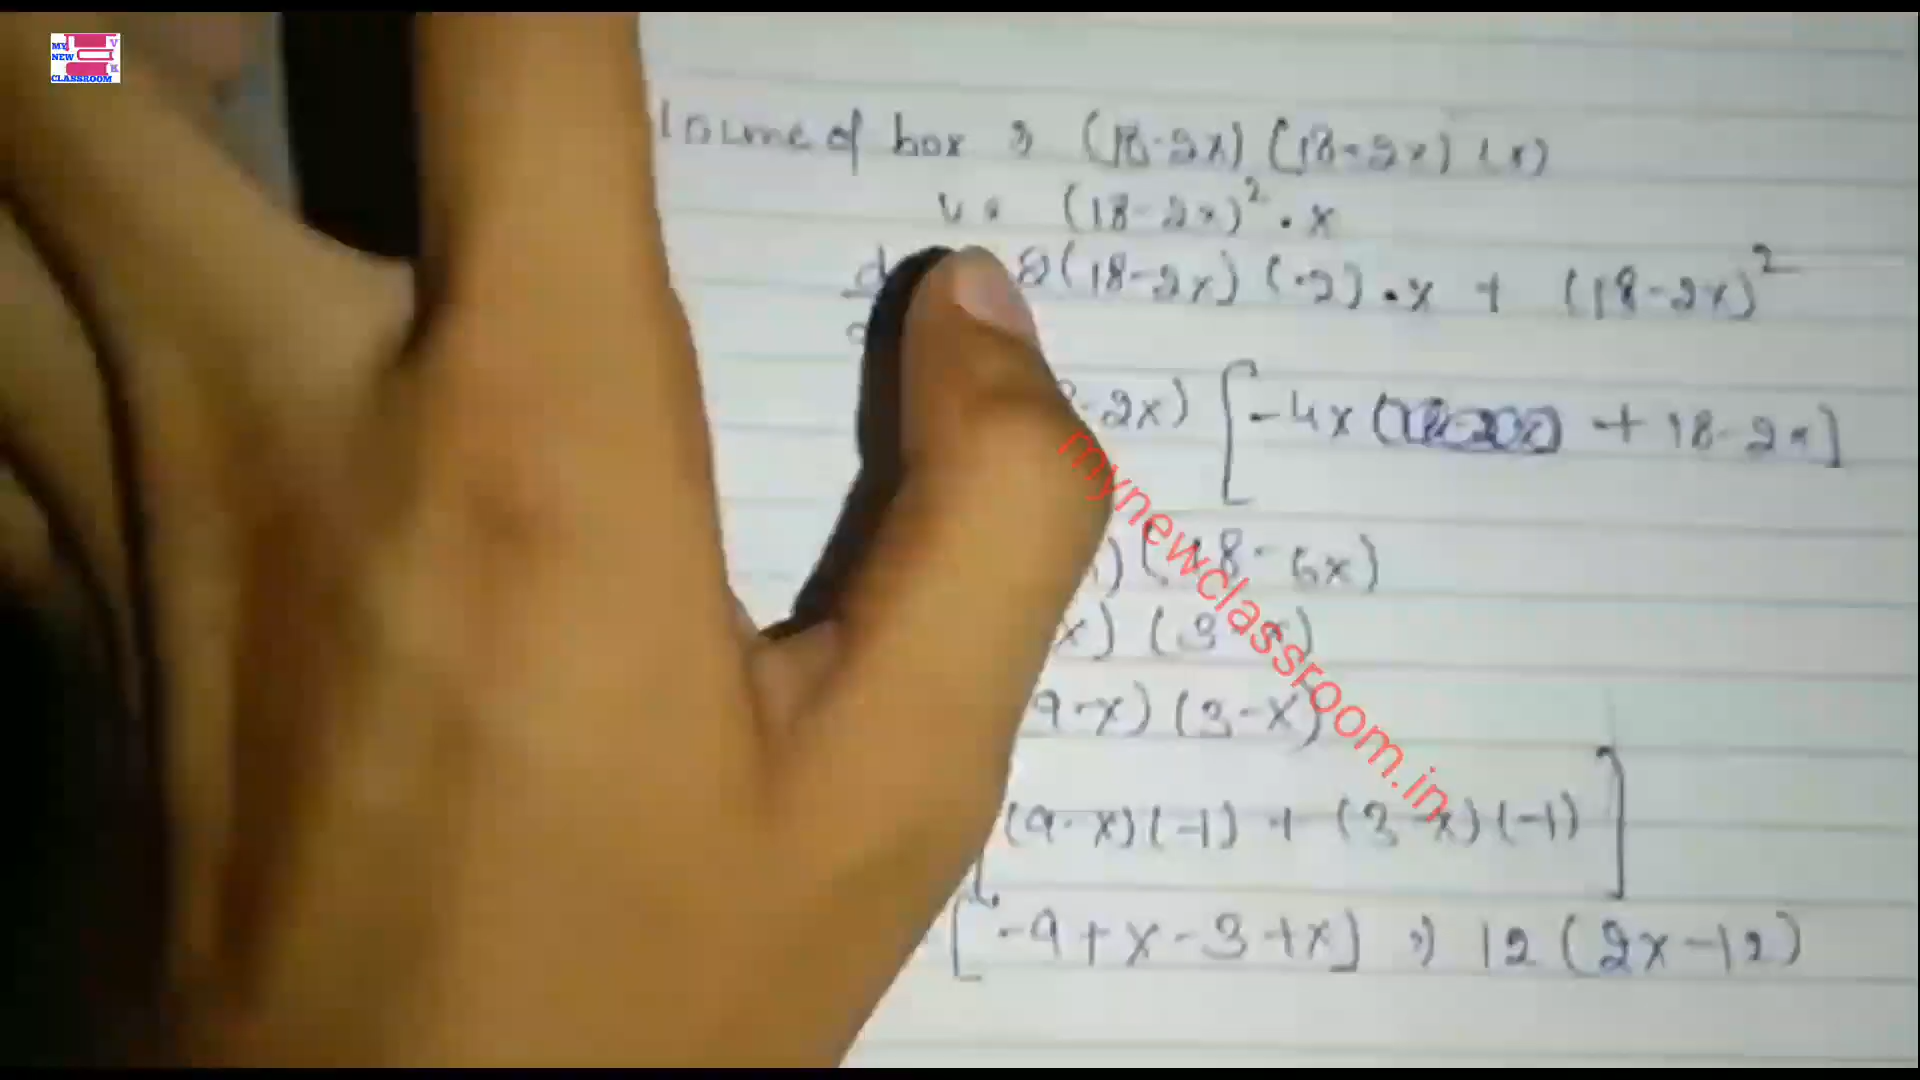 MY NEW CLASSROOM V K
lume of box (18-2x) (18-2x) (x)
V = (18-2x)² . x
d 2(18-2x) (-2) . x + (18-2x)²
-2x) [-4x + 18-2x]
) (18-6x)
x) (3-x)
9-x) (3-x)
[(9-x)(-1) + (3-x)(-1)]
[-9+x-3+x] ⇒ 12 (2x-12)
mynewclassroom.in